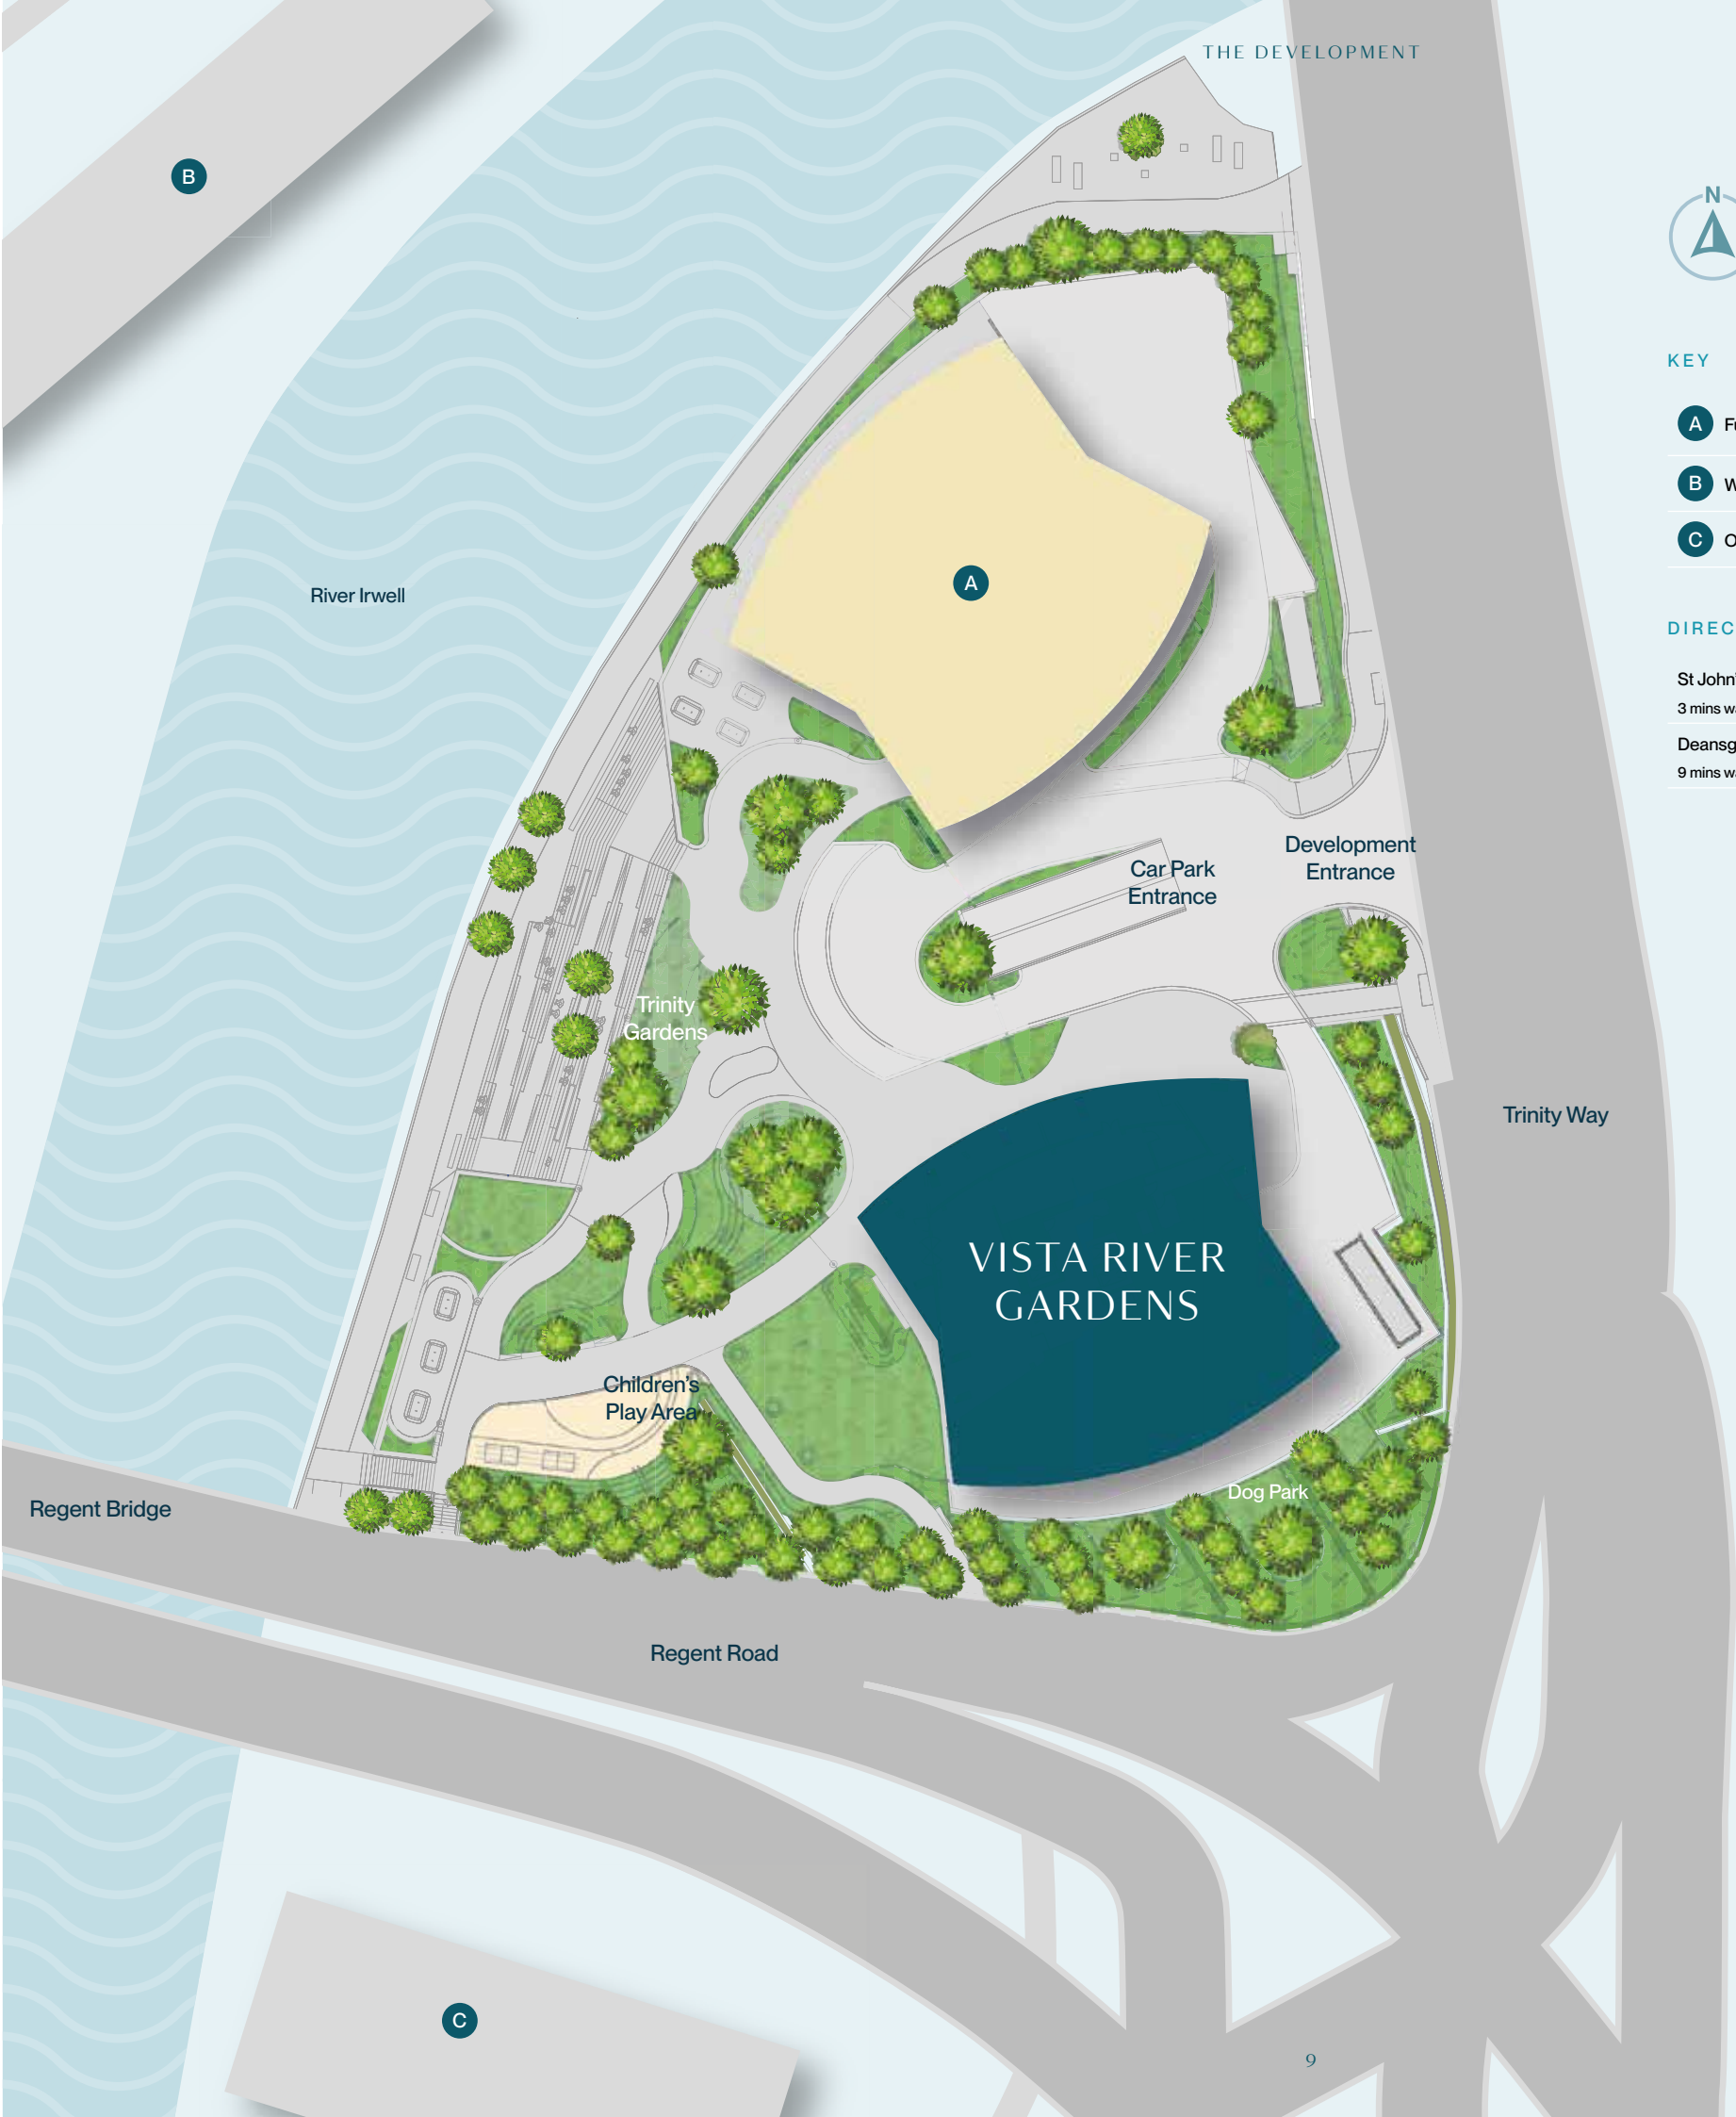 THE DEVELOPMENT
B
N
KEY
A
B
C
DIREC
St John'
3 mins
Deansg
9 mins
River Irwell
A
Development
Entrance
Car Park
Entrance
Trinity
Gardens
Trinity Way
VISTA RIVER
GARDENS
Children's
Play Area
Dog Park
Regent Bridge
Regent Road
C
9